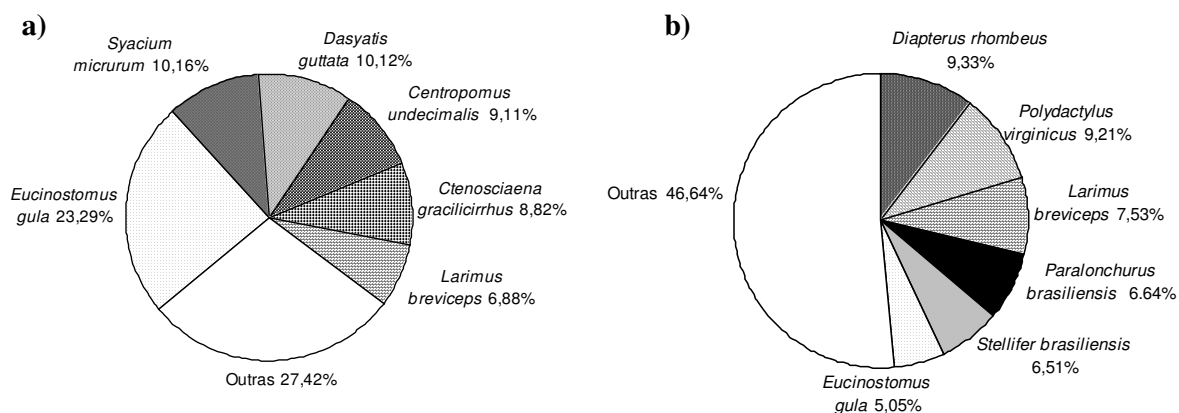 a)
Syacium
micrurum 10,16%
Dasyatis
guttata 10,12%
Centropomus
undecimalis 9,11%
Ctenosciaena
gracilicirrhus 8,82%
Larimus
breviceps 6,88%
Outras 27,42%
Eucinostomus
gula 23,29%
b)
Diapterus rhombeus
9,33%
Polydactylus
virginicus 9,21%
Larimus
breviceps 7,53%
Paralonchurus
brasiliensis 6.64%
Stellifer brasiliensis
6,51%
Eucinostomus
gula 5,05%
Outras 46,64%